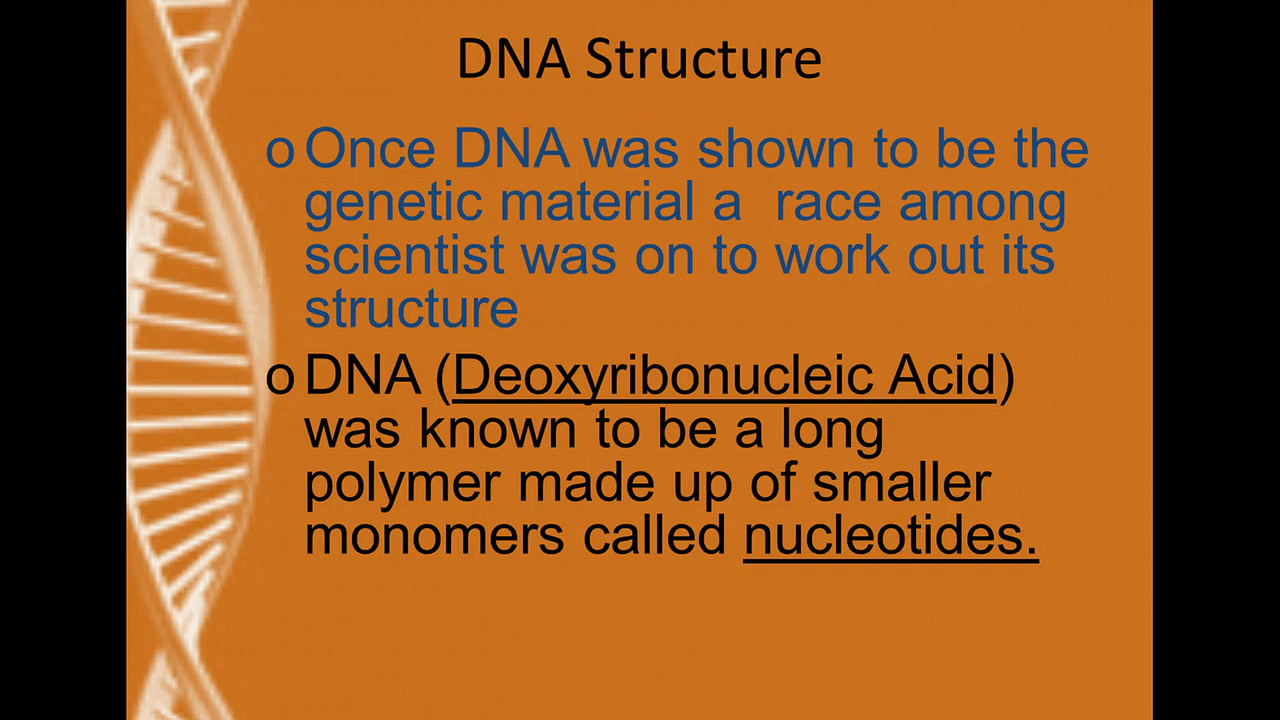 DNA Structure
o Once DNA was shown to be the
genetic material a  race among
scientist was on to work out its
structure
o DNA (Deoxyribonucleic Acid)
was known to be a long
polymer made up of smaller
monomers called nucleotides.